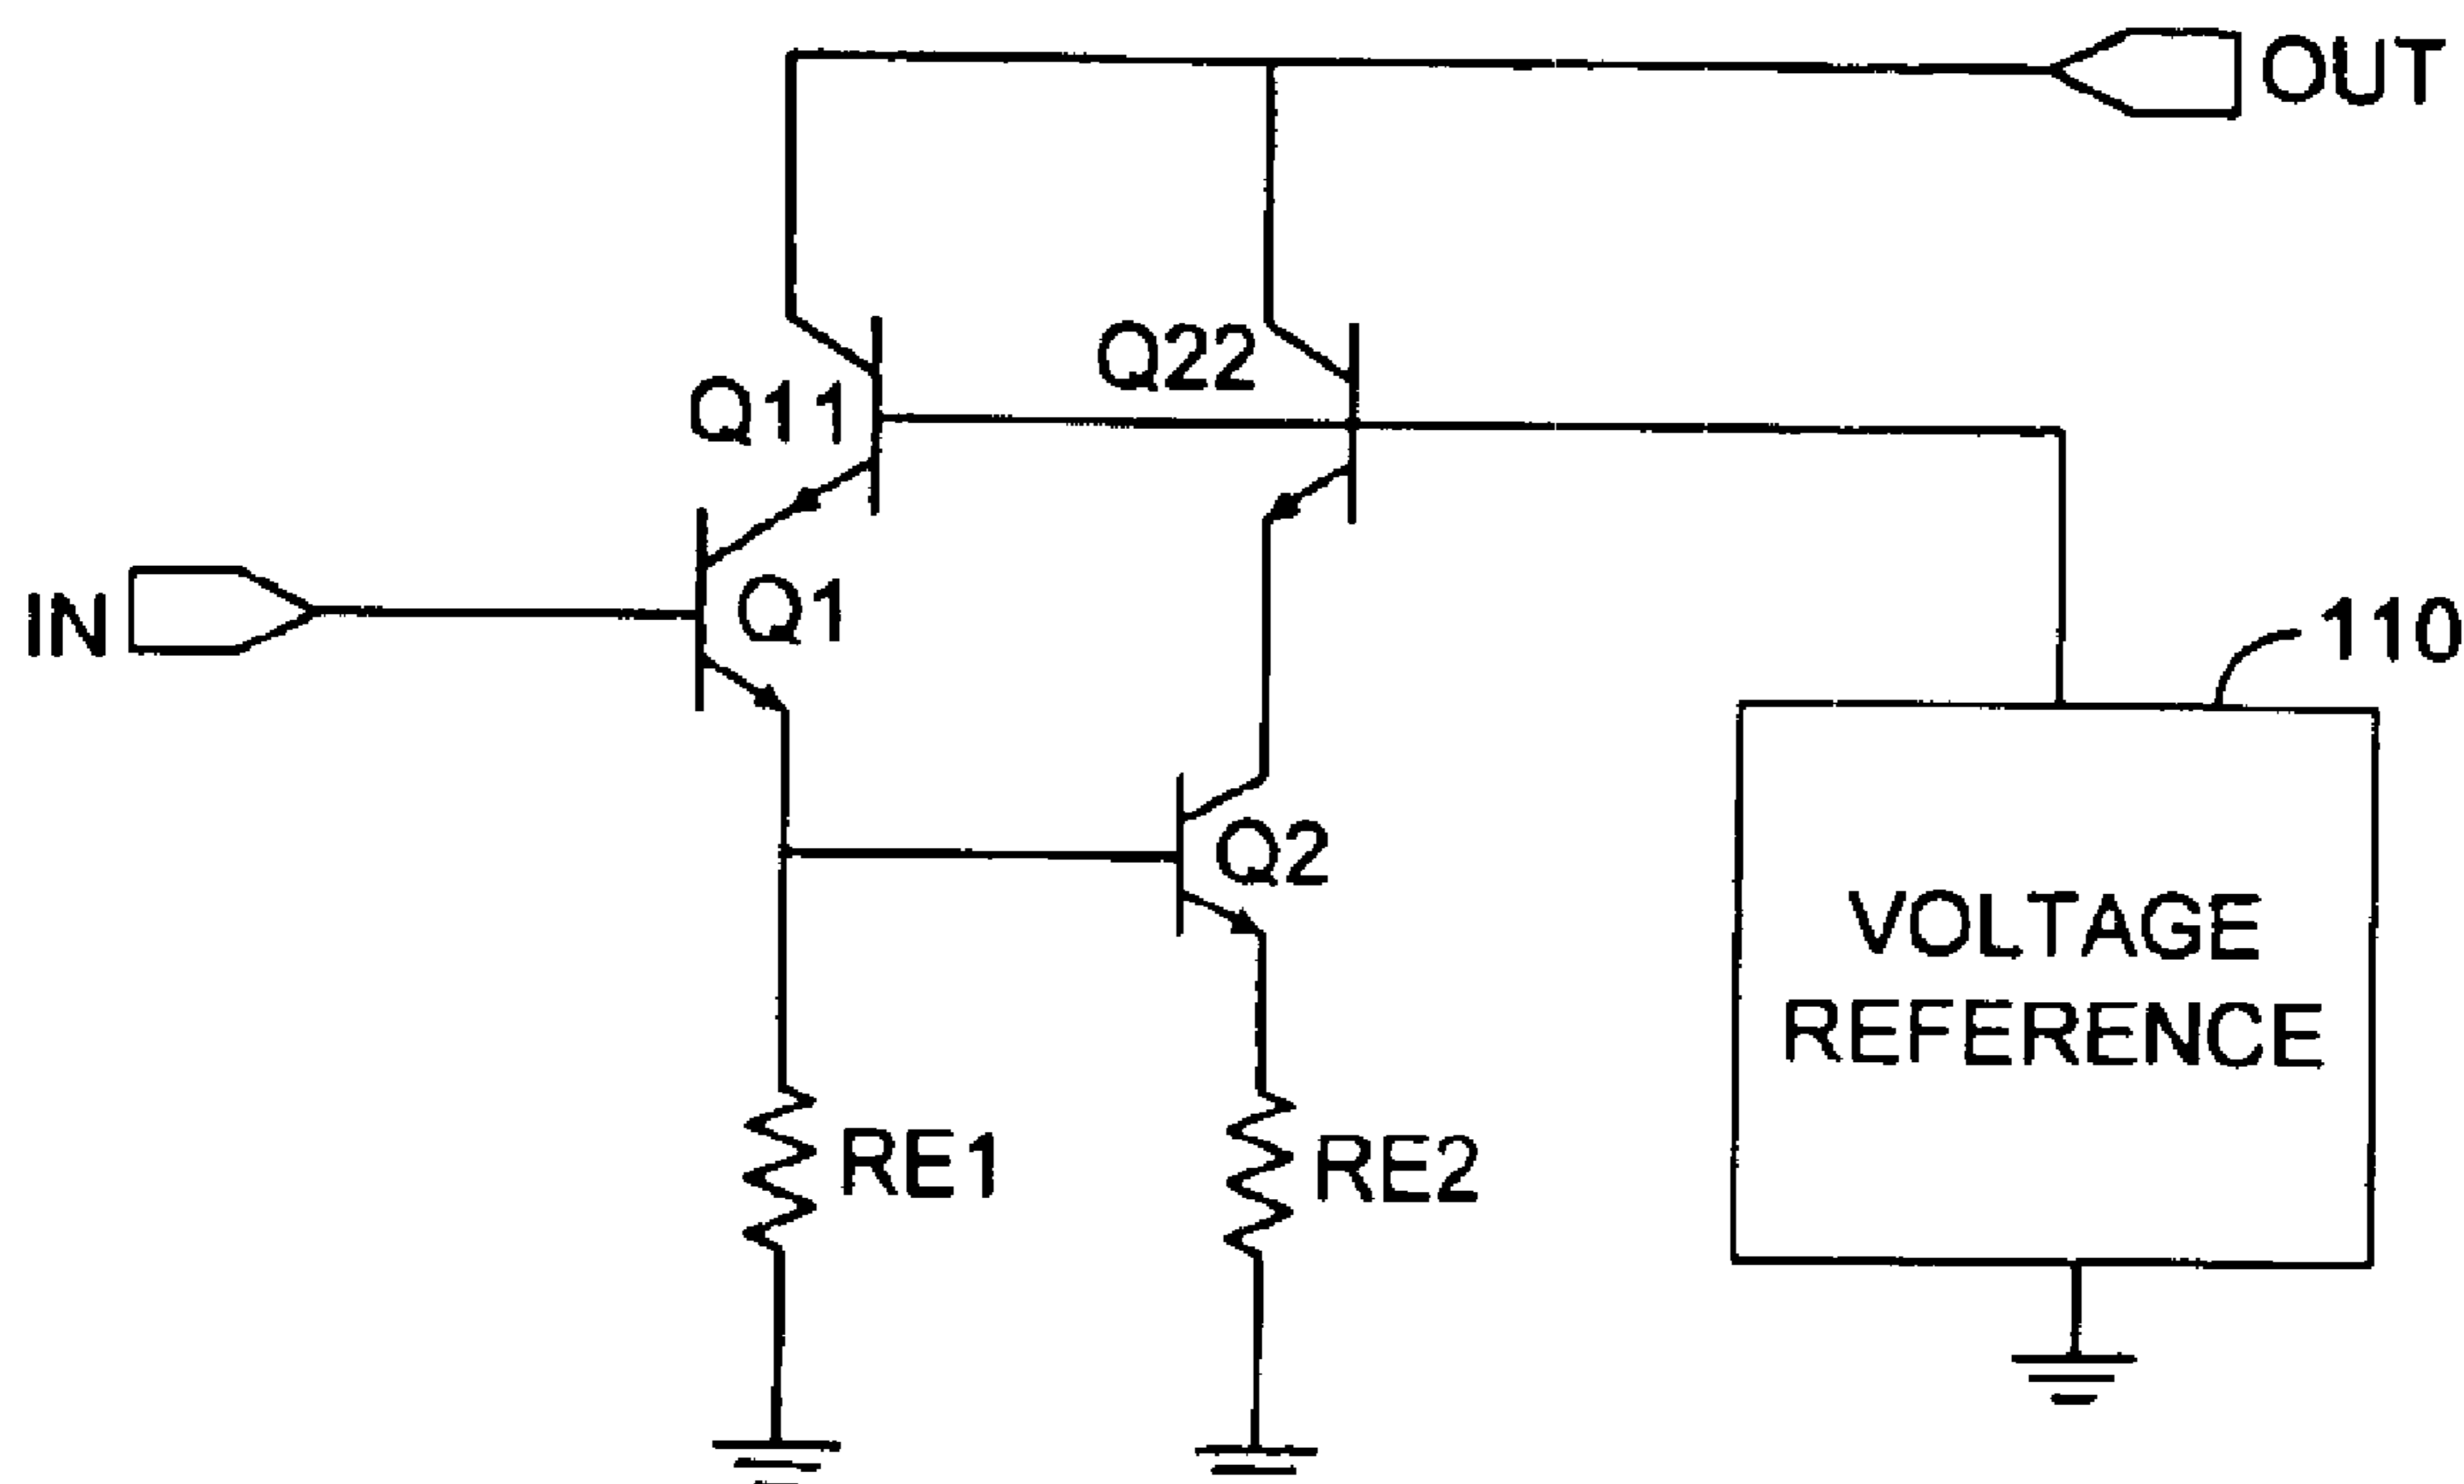 OUT
Q22
Q11
IN
Q1
110
Q2
VOLTAGE
REFERENCE
RE1
RE2